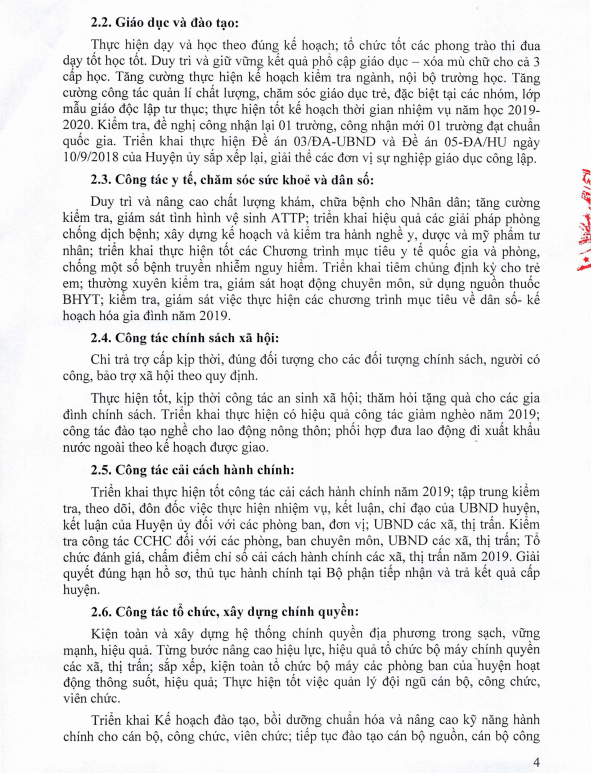 2.2. Giáo dục và đào tạo:
Thực hiện dạy và học theo đúng kế hoạch; tổ chức tốt các phong trào thi đua
dạy tốt học tốt. Duy trì và giữ vững kết quả phổ cập giáo dục – xóa mù chữ cho cả 3
cấp học. Tăng cường thực hiện kế hoạch kiểm tra ngành, nội bộ trường học. Tăng
cường công tác quản lí chất lượng, chăm sóc giáo dục trẻ, đặc biệt tại các nhóm, lớp
mẫu giáo độc lập tư thục; thực hiện tốt kế hoạch thời gian nhiệm vụ năm học 2019-
2020. Kiểm tra, đề nghị công nhận lại 01 trường, công nhận mới 01 trường đạt chuẩn
quốc gia. Triển khai thực hiện Đề án 03/ĐA-UBND và Đề án 05-ĐA/HU ngày
10/9/2018 của Huyện ủy sắp xếp lại, giải thể các đơn vị sự nghiệp giáo dục công lập.
2.3. Công tác y tế, chăm sóc sức khoẻ và dân số:
Duy trì và nâng cao chất lượng khám, chữa bệnh cho Nhân dân; tăng cường
kiểm tra, giám sát tình hình vệ sinh ATTP; triển khai hiệu quả các giải pháp phòng
chống dịch bệnh; xây dựng kế hoạch và kiểm tra hành nghề y, dược và mỹ phẩm tư
nhân; triển khai thực hiện tốt các Chương trình mục tiêu y tế quốc gia và phòng,
chống một số bệnh truyền nhiễm nguy hiểm. Triển khai tiêm chủng định kỳ cho trẻ
em; thường xuyên kiểm tra, giám sát hoạt động chuyên môn, sử dụng nguồn thuốc
BHYT; kiểm tra, giám sát việc thực hiện các chương trình mục tiêu về dân số- kế
hoạch hóa gia đình năm 2019.
2.4. Công tác chính sách xã hội:
Chi trả trợ cấp kịp thời, đúng đối tượng cho các đối tượng chính sách, người có
công, bảo trợ xã hội theo quy định.
Thực hiện tốt, kịp thời công tác an sinh xã hội; thăm hỏi tặng quà cho các gia
đình chính sách. Triển khai thực hiện có hiệu quả công tác giảm nghèo năm 2019;
công tác đào tạo nghề cho lao động nông thôn; phối hợp đưa lao động đi xuất khẩu
nước ngoài theo kế hoạch được giao.
2.5. Công tác cải cách hành chính:
Triển khai thực hiện tốt công tác cải cách hành chính năm 2019; tập trung kiểm
tra, theo dõi, đôn đốc việc thực hiện nhiệm vụ, kết luận, chỉ đạo của UBND huyện,
kết luận của Huyện ủy đối với các phòng ban, đơn vị; UBND các xã, thị trấn. Kiểm
tra công tác CCHC đối với các phòng, ban chuyên môn, UBND các xã, thị trấn; Tổ
chức đánh giá, chấm điểm chỉ số cải cách hành chính các xã, thị trấn năm 2019. Giải
quyết đúng hạn hồ sơ, thủ tục hành chính tại Bộ phận tiếp nhận và trả kết quả cấp
huyện.
2.6. Công tác tổ chức, xây dựng chính quyền:
Kiện toàn và xây dựng hệ thống chính quyền địa phương trong sạch, vững
mạnh, hiệu quả. Từng bước nâng cao hiệu lực, hiệu quả tổ chức bộ máy chính quyền
các xã, thị trấn; sắp xếp, kiện toàn tổ chức bộ máy các phòng ban của huyện hoạt
động thông suốt, hiệu quả; Thực hiện tốt việc quản lý đội ngũ cán bộ, công chức,
viên chức.
Triển khai Kế hoạch đào tạo, bồi dưỡng chuẩn hóa và nâng cao kỹ năng hành
chính cho cán bộ, công chức, viên chức; tiếp tục đào tạo cán bộ nguồn, cán bộ công
4